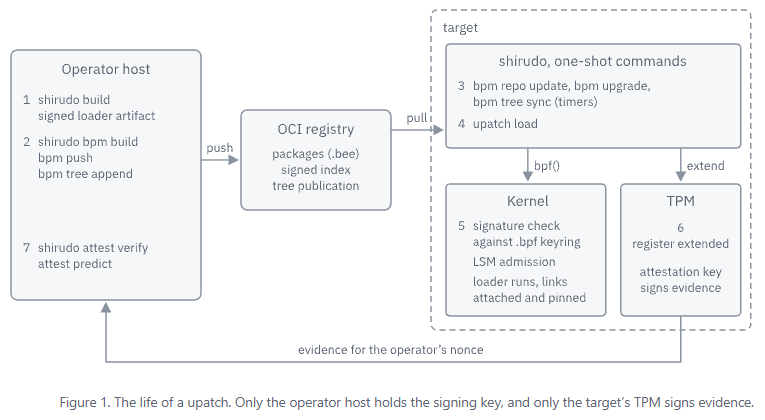 target
Operator host
1 shirudo build
signed loader artifact
2 shirudo bpm build
bpm push
bpm tree append
7 shirudo attest verify
attest predict
push
OCI registry
packages (.bee)
signed index
tree publication
pull
shirudo, one-shot commands
3 bpm repo update, bpm upgrade,
bpm tree sync (timers)
4 upatch load
bpf()
extend
Kernel
5 signature check
against .bpf keyring
LSM admission
loader runs, links
attached and pinned
TPM
6
register extended
attestation key
signs evidence
evidence for the operator’s nonce
Figure 1. The life of a upatch. Only the operator host holds the signing key, and only the target’s TPM signs evidence.